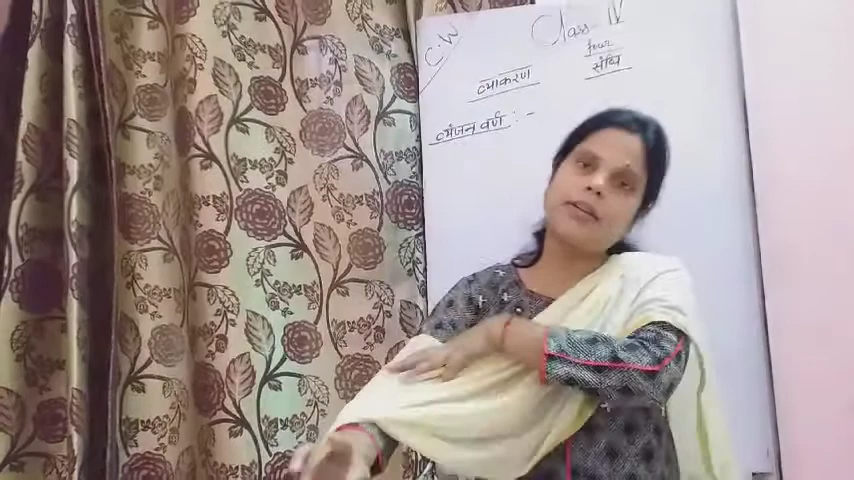 C.W
Class - IV
four
संधि
व्याकरण
व्यंजन वर्ण : -